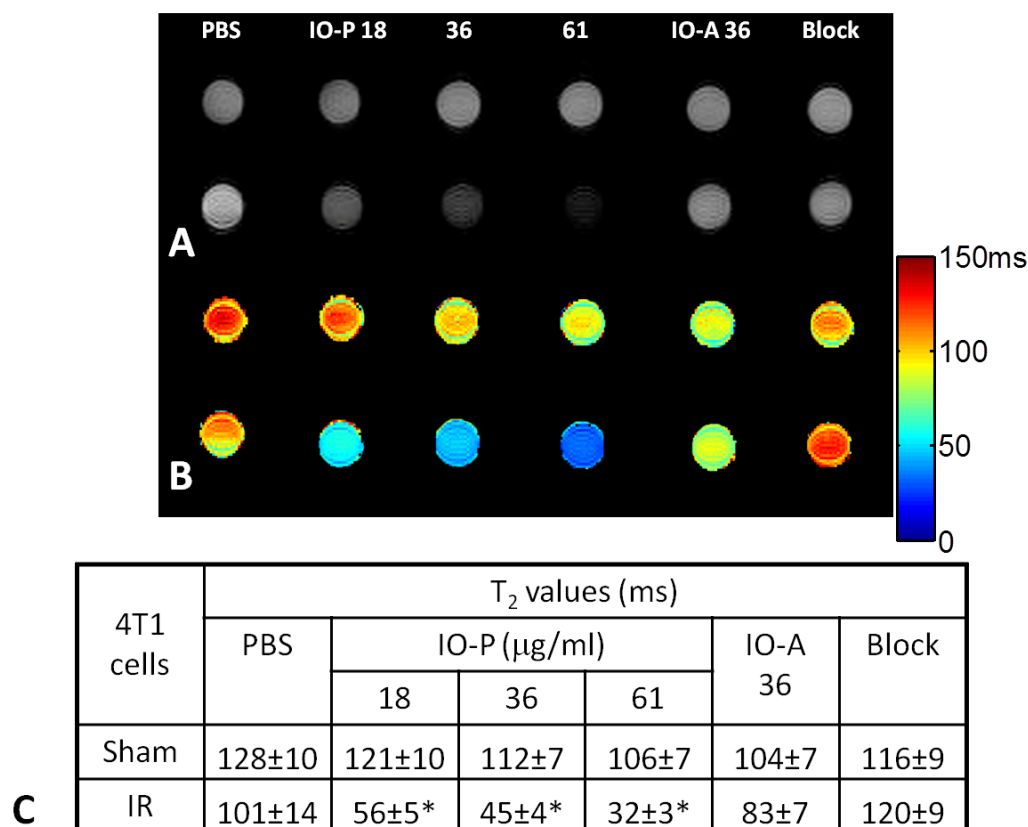 PBS IO-P 18 36 61 IO-A 36 Block
A
B
150ms
100
50
0
4T1 cells
T₂ values (ms)
PBS IO-P (μg/ml) IO-A 36 Block
18 36 61
Sham 128±10 121±10 112±7 106±7 104±7 116±9
C IR 101±14 56±5* 45±4* 32±3* 83±7 120±9